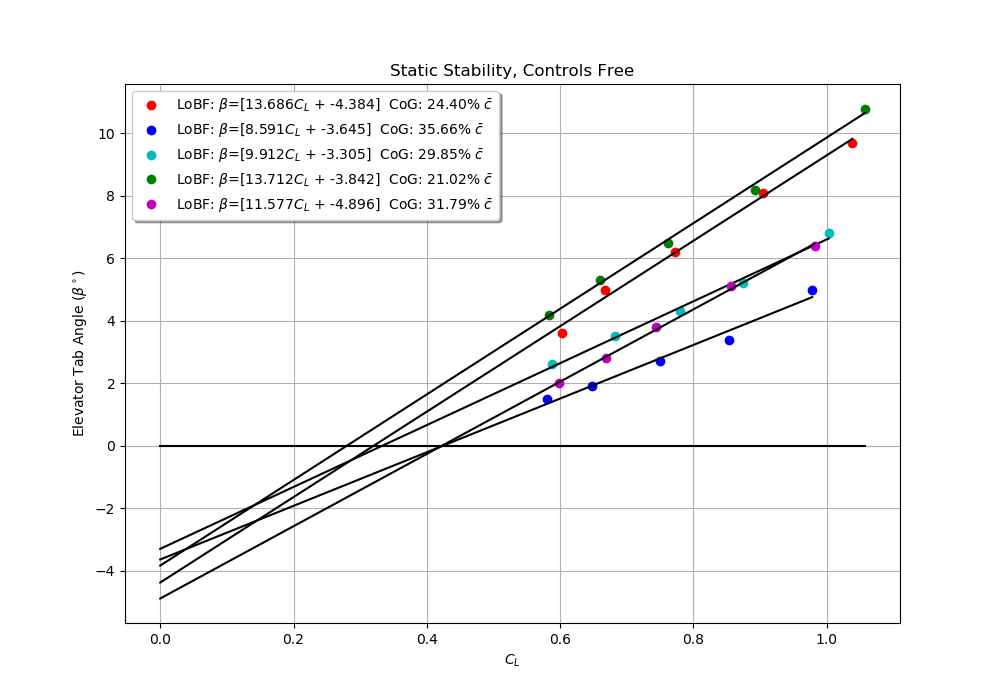 Static Stability, Controls Free
LoBF: β=[13.686C_L + -4.384] CoG: 24.40% c̄
LoBF: β=[8.591C_L + -3.645] CoG: 35.66% c̄
LoBF: β=[9.912C_L + -3.305] CoG: 29.85% c̄
LoBF: β=[13.712C_L + -3.842] CoG: 21.02% c̄
LoBF: β=[11.577C_L + -4.896] CoG: 31.79% c̄
Elevator Tab Angle (β°)
10
8
6
4
2
0
−2
−4
0.0 0.2 0.4 0.6 0.8 1.0
C_L